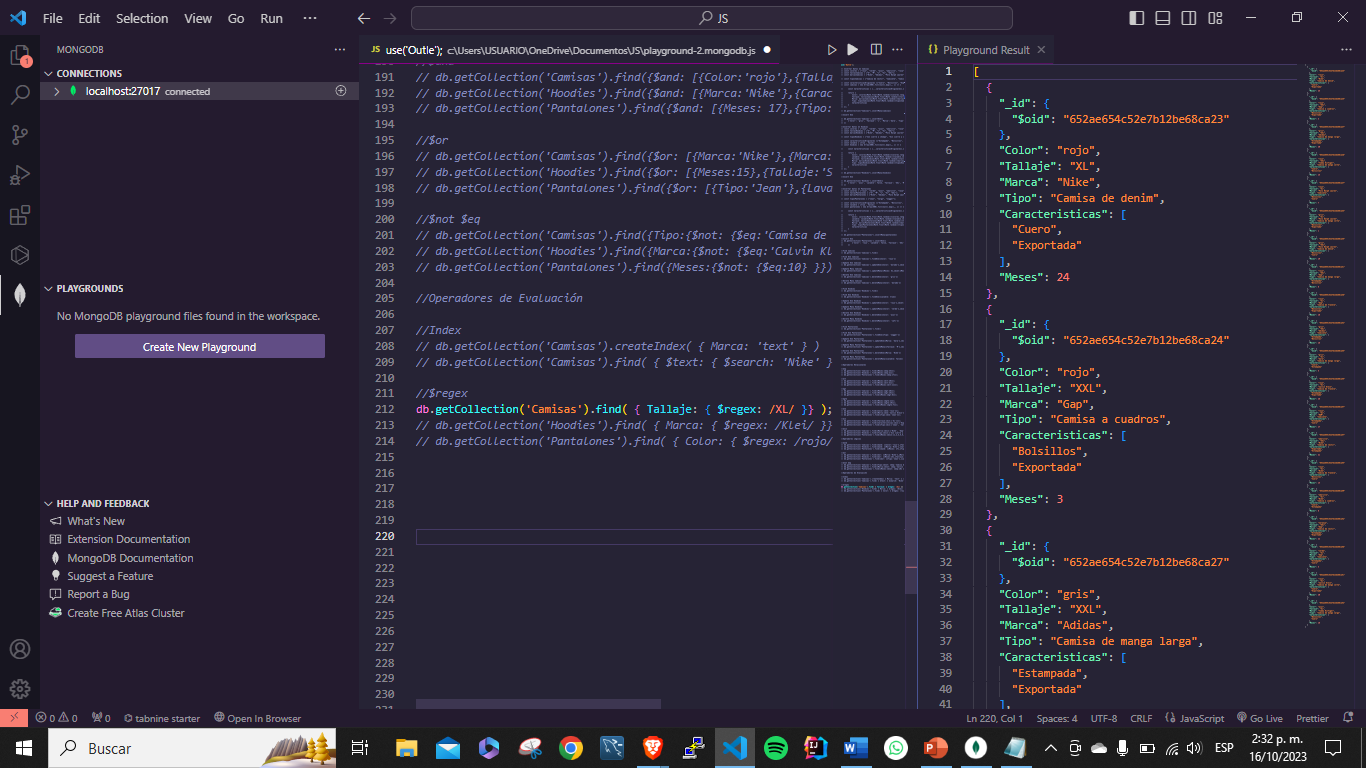 File Edit Selection View Go Run ···
JS
MONGODB
CONNECTIONS
localhost:27017 connected
PLAYGROUNDS
No MongoDB playground files found in the workspace.
Create New Playground
HELP AND FEEDBACK
What's New
Extension Documentation
MongoDB Documentation
Suggest a Feature
Report a Bug
Create Free Atlas Cluster
JS use('Outle'); c:\Users\USUARIO\OneDrive\Documentos\JS\playground-2.mongodb.js
191 // db.getCollection('Camisas').find({$and: [{Color:'rojo'},{Talla
192 // db.getCollection('Hoodies').find({$and: [{Marca:'Nike'},{Carac
193 // db.getCollection('Pantalones').find({$and: [{Meses: 17},{Tipo:
194
195 //$or
196 // db.getCollection('Camisas').find({$or: [{Marca:'Nike'},{Marca:
197 // db.getCollection('Hoodies').find({$or: [{Meses:15},{Tallaje:'S
198 // db.getCollection('Pantalones').find({$or: [{Tipo:'Jean'},{Lava
199
200 //$not $eq
201 // db.getCollection('Camisas').find({Tipo:{$not: {$eq:'Camisa de
202 // db.getCollection('Hoodies').find({Marca:{$not: {$eq:'Calvin Kl
203 // db.getCollection('Pantalones').find({Meses:{$not: {$eq:10} }})
204
205 //Operadores de Evaluación
206
207 //Index
208 // db.getCollection('Camisas').createIndex( { Marca: 'text' } )
209 // db.getCollection('Camisas').find( { $text: { $search: 'Nike' }
210
211 //$regex
212 db.getCollection('Camisas').find( { Tallaje: { $regex: /XL/ }} );
213 // db.getCollection('Hoodies').find( { Marca: { $regex: /Klei/ }}
214 // db.getCollection('Pantalones').find( { Color: { $regex: /rojo/
215
216
217
218
219
220
221
222
223
224
225
226
227
228
229
230
{} Playground Result
1 [
2 {
3 "_id": {
4 "$oid": "652ae654c52e7b12be68ca23"
5 },
6 "Color": "rojo",
7 "Tallaje": "XL",
8 "Marca": "Nike",
9 "Tipo": "Camisa de denim",
10 "Caracteristicas": [
11 "Cuero",
12 "Exportada"
13 ],
14 "Meses": 24
15 },
16 {
17 "_id": {
18 "$oid": "652ae654c52e7b12be68ca24"
19 },
20 "Color": "rojo",
21 "Tallaje": "XXL",
22 "Marca": "Gap",
23 "Tipo": "Camisa a cuadros",
24 "Caracteristicas": [
25 "Bolsillos",
26 "Exportada"
27 ],
28 "Meses": 3
29 },
30 {
31 "_id": {
32 "$oid": "652ae654c52e7b12be68ca27"
33 },
34 "Color": "gris",
35 "Tallaje": "XXL",
36 "Marca": "Adidas",
37 "Tipo": "Camisa de manga larga",
38 "Caracteristicas": [
39 "Estampada",
40 "Exportada"
41 ],
0 0 0 tabnine starter Open In Browser
Ln 220, Col 1 Spaces: 4 UTF-8 CRLF {} JavaScript Go Live Prettier
Buscar
ESP
2:32 p. m.
16/10/2023